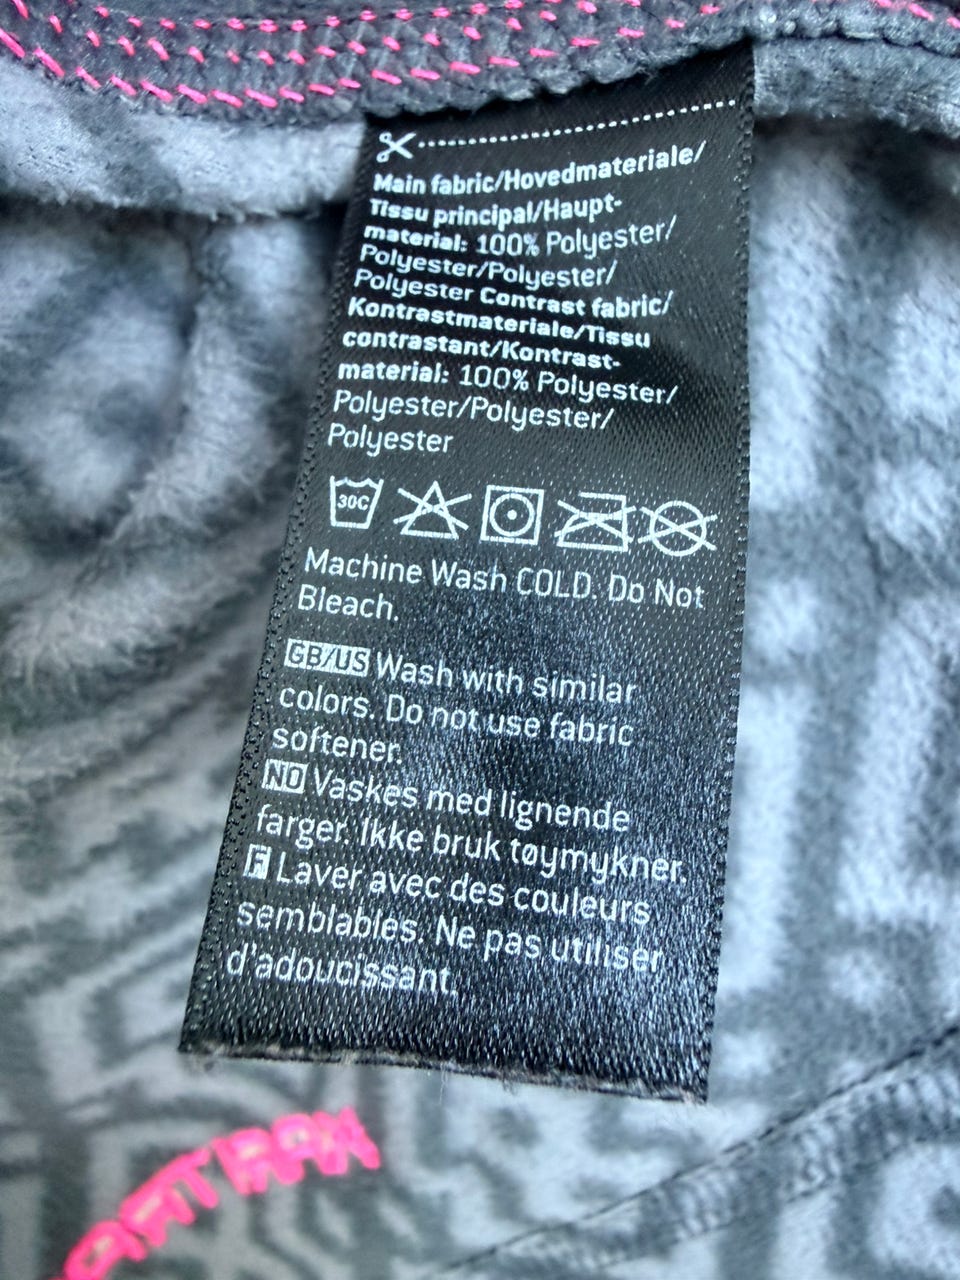 Main fabric/Hovedmateriale/
Tissu principal/Haupt-
material: 100% Polyester/
Polyester/Polyester/
Polyester Contrast fabric/
Kontrastmateriale/Tissu
contrastant/Kontrast-
material: 100% Polyester/
Polyester/Polyester/
Polyester
30C
Machine Wash COLD. Do Not
Bleach.
GB/US Wash with similar
colors. Do not use fabric
softener.
NO Vaskes med lignende
farger. Ikke bruk tøymykner.
F Laver avec des couleurs
semblables. Ne pas utiliser
d'adoucissant.